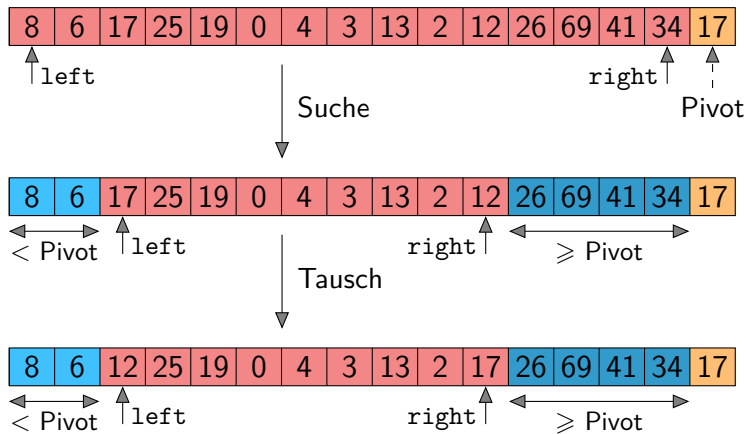 8 6 17 25 19 0 4 3 13 2 12 26 69 41 34 17
left right Pivot
Suche
8 6 17 25 19 0 4 3 13 2 12 26 69 41 34 17
< Pivot left right ⩾ Pivot
Tausch
8 6 12 25 19 0 4 3 13 2 17 26 69 41 34 17
< Pivot left right ⩾ Pivot